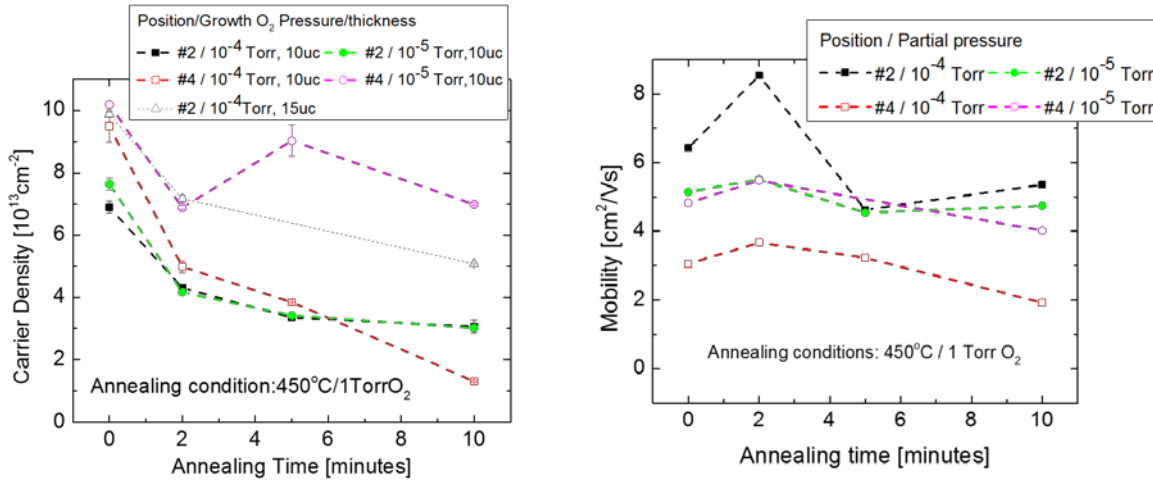 Position/Growth O₂ Pressure/thickness
#2 / 10⁻⁴ Torr, 10uc #2 / 10⁻⁵ Torr,10uc
#4 / 10⁻⁴ Torr, 10uc #4 / 10⁻⁵ Torr,10uc
#2 / 10⁻⁴Torr, 15uc
10
8
6
4
2
0
Carrier Density [10¹³cm⁻²]
Annealing condition:450°C/1TorrO₂
0 2 4 6 8 10
Annealing Time [minutes]
Position / Partial pressure
#2 / 10⁻⁴ Torr #2 / 10⁻⁵ Torr
#4 / 10⁻⁴ Torr #4 / 10⁻⁵ Torr
8
6
4
2
0
Mobility [cm²/Vs]
Annealing conditions: 450°C / 1 Torr O₂
0 2 4 6 8 10
Annealing time [minutes]